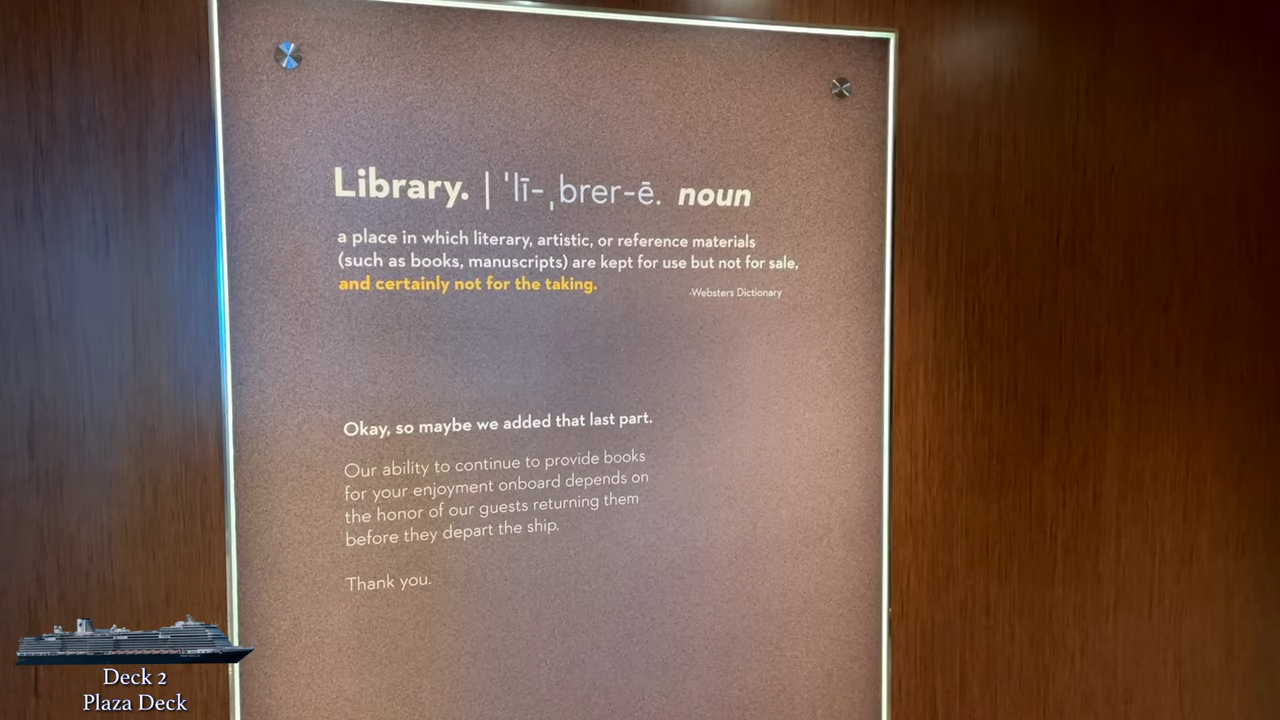 Library. | ˈlī-ˌbrer-ē. noun
a place in which literary, artistic, or reference materials
(such as books, manuscripts) are kept for use but not for sale,
and certainly not for the taking.
-Websters Dictionary
Okay, so maybe we added that last part.
Our ability to continue to provide books
for your enjoyment onboard depends on
the honor of our guests returning them
before they depart the ship.
Thank you.
Deck 2
Plaza Deck